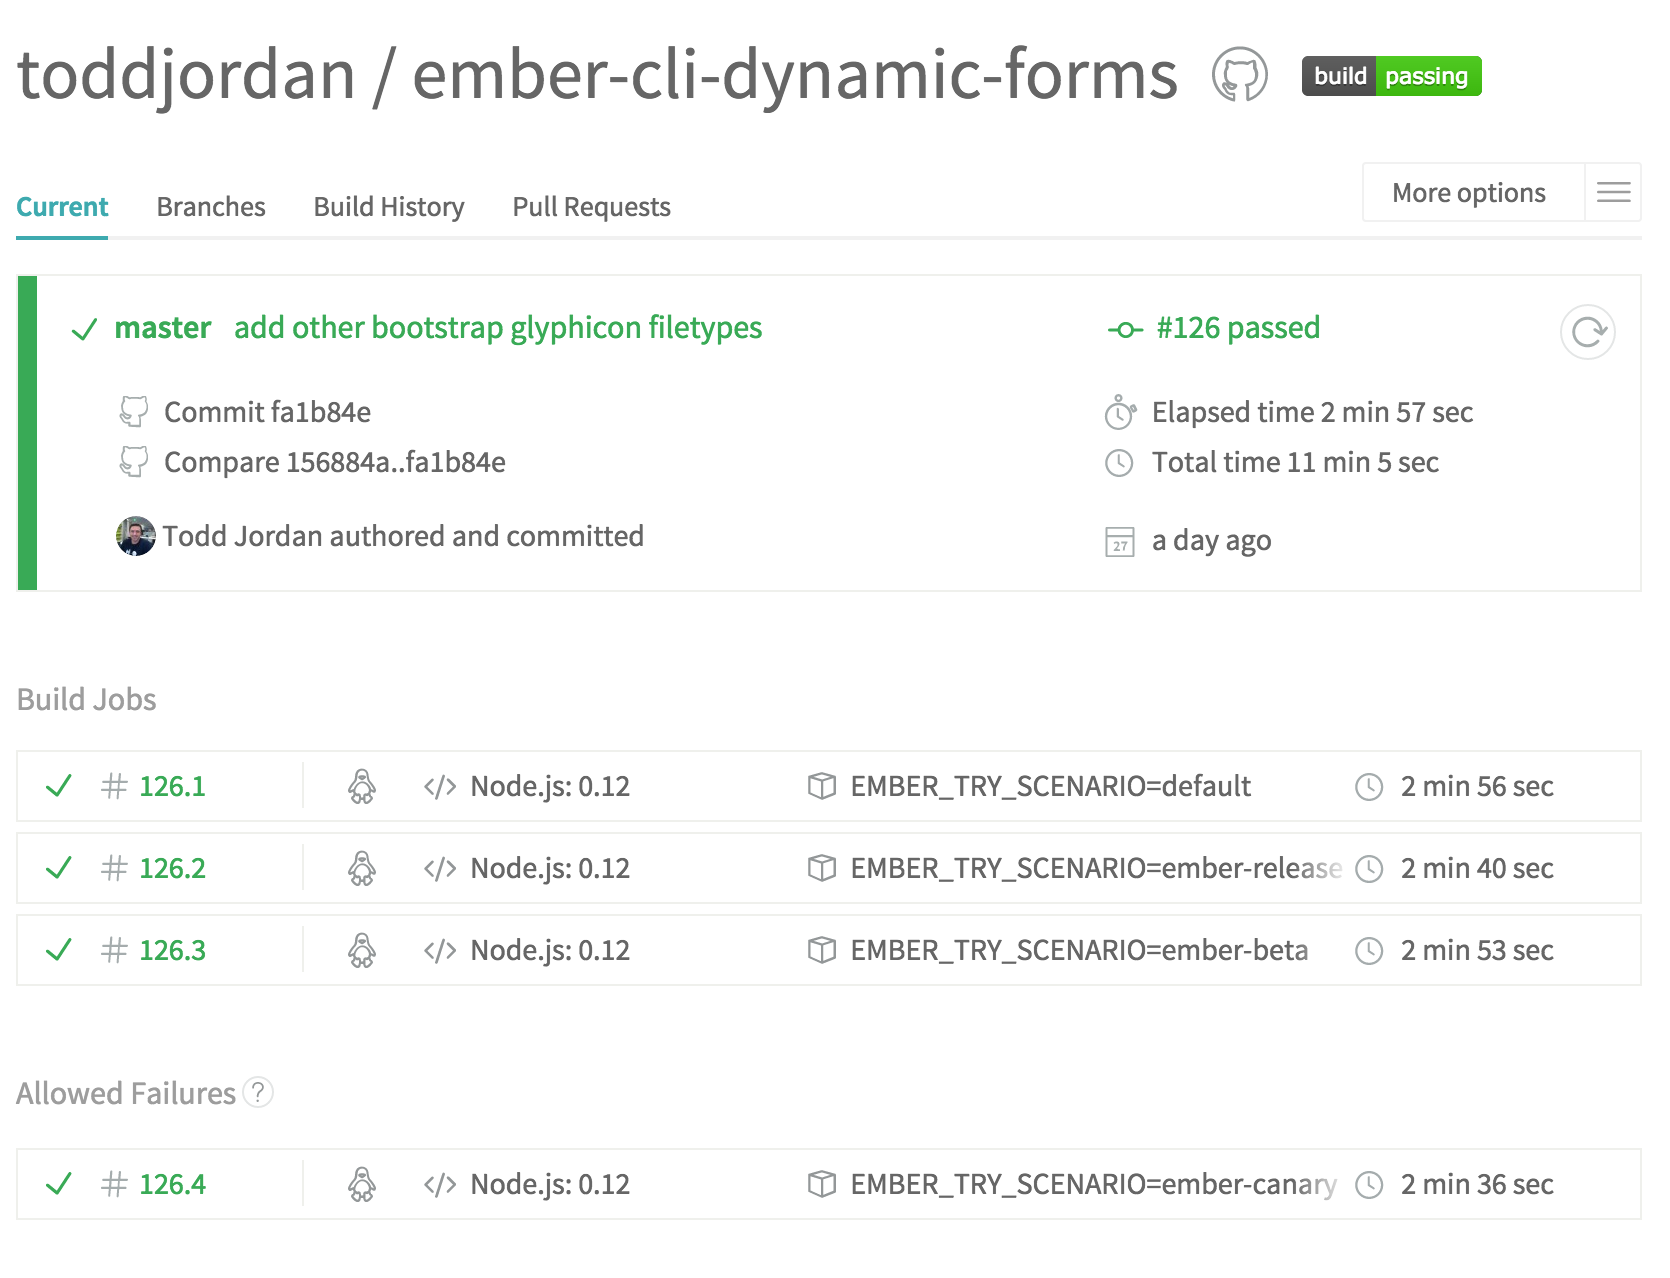 toddjordan / ember-cli-dynamic-forms build passing
Current Branches Build History Pull Requests More options
master add other bootstrap glyphicon filetypes #126 passed
Commit fa1b84e Elapsed time 2 min 57 sec
Compare 156884a..fa1b84e Total time 11 min 5 sec
Todd Jordan authored and committed 27 a day ago
Build Jobs
# 126.1 </> Node.js: 0.12 EMBER_TRY_SCENARIO=default 2 min 56 sec
# 126.2 </> Node.js: 0.12 EMBER_TRY_SCENARIO=ember-release 2 min 40 sec
# 126.3 </> Node.js: 0.12 EMBER_TRY_SCENARIO=ember-beta 2 min 53 sec
Allowed Failures ?
# 126.4 </> Node.js: 0.12 EMBER_TRY_SCENARIO=ember-canary 2 min 36 sec